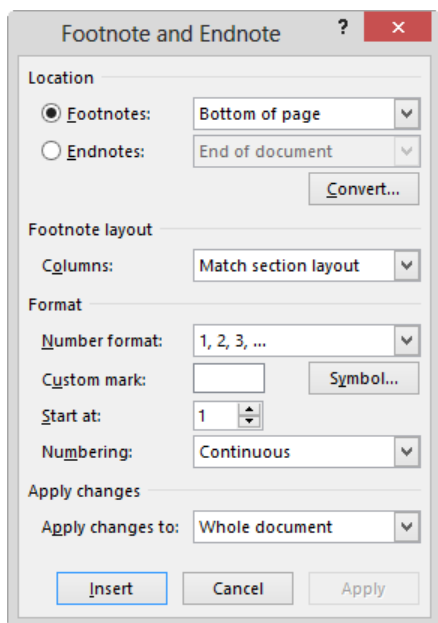 Footnote and Endnote ? ×
Location
Footnotes: Bottom of page
Endnotes: End of document
Convert...
Footnote layout
Columns: Match section layout
Format
Number format: 1, 2, 3, ...
Custom mark: Symbol...
Start at: 1
Numbering: Continuous
Apply changes
Apply changes to: Whole document
Insert Cancel Apply